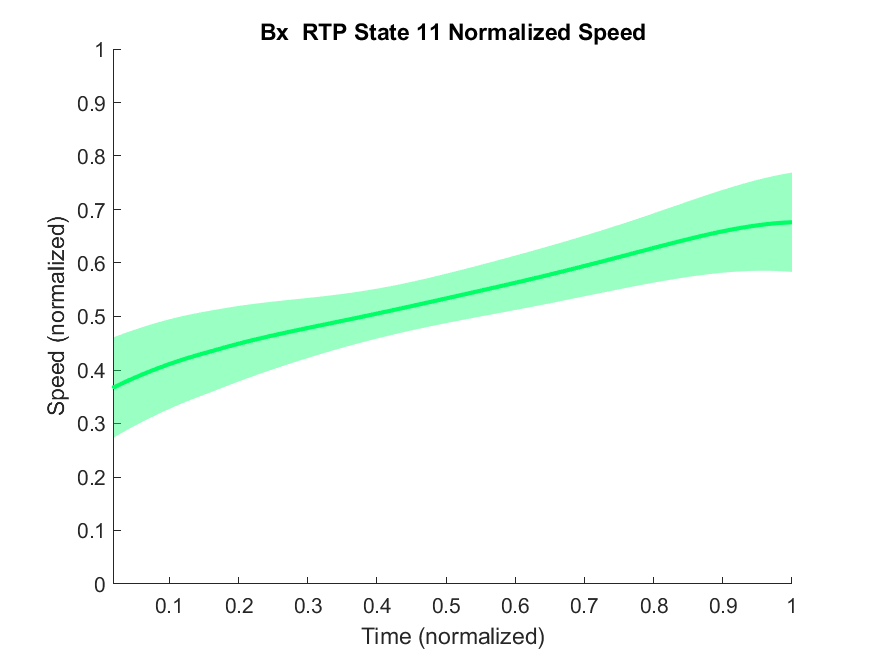 Bx  RTP State 11 Normalized Speed
1
0.9
0.8
0.7
0.6
0.5
0.4
0.3
0.2
0.1
0
Speed (normalized)
0.1 0.2 0.3 0.4 0.5 0.6 0.7 0.8 0.9 1
Time (normalized)